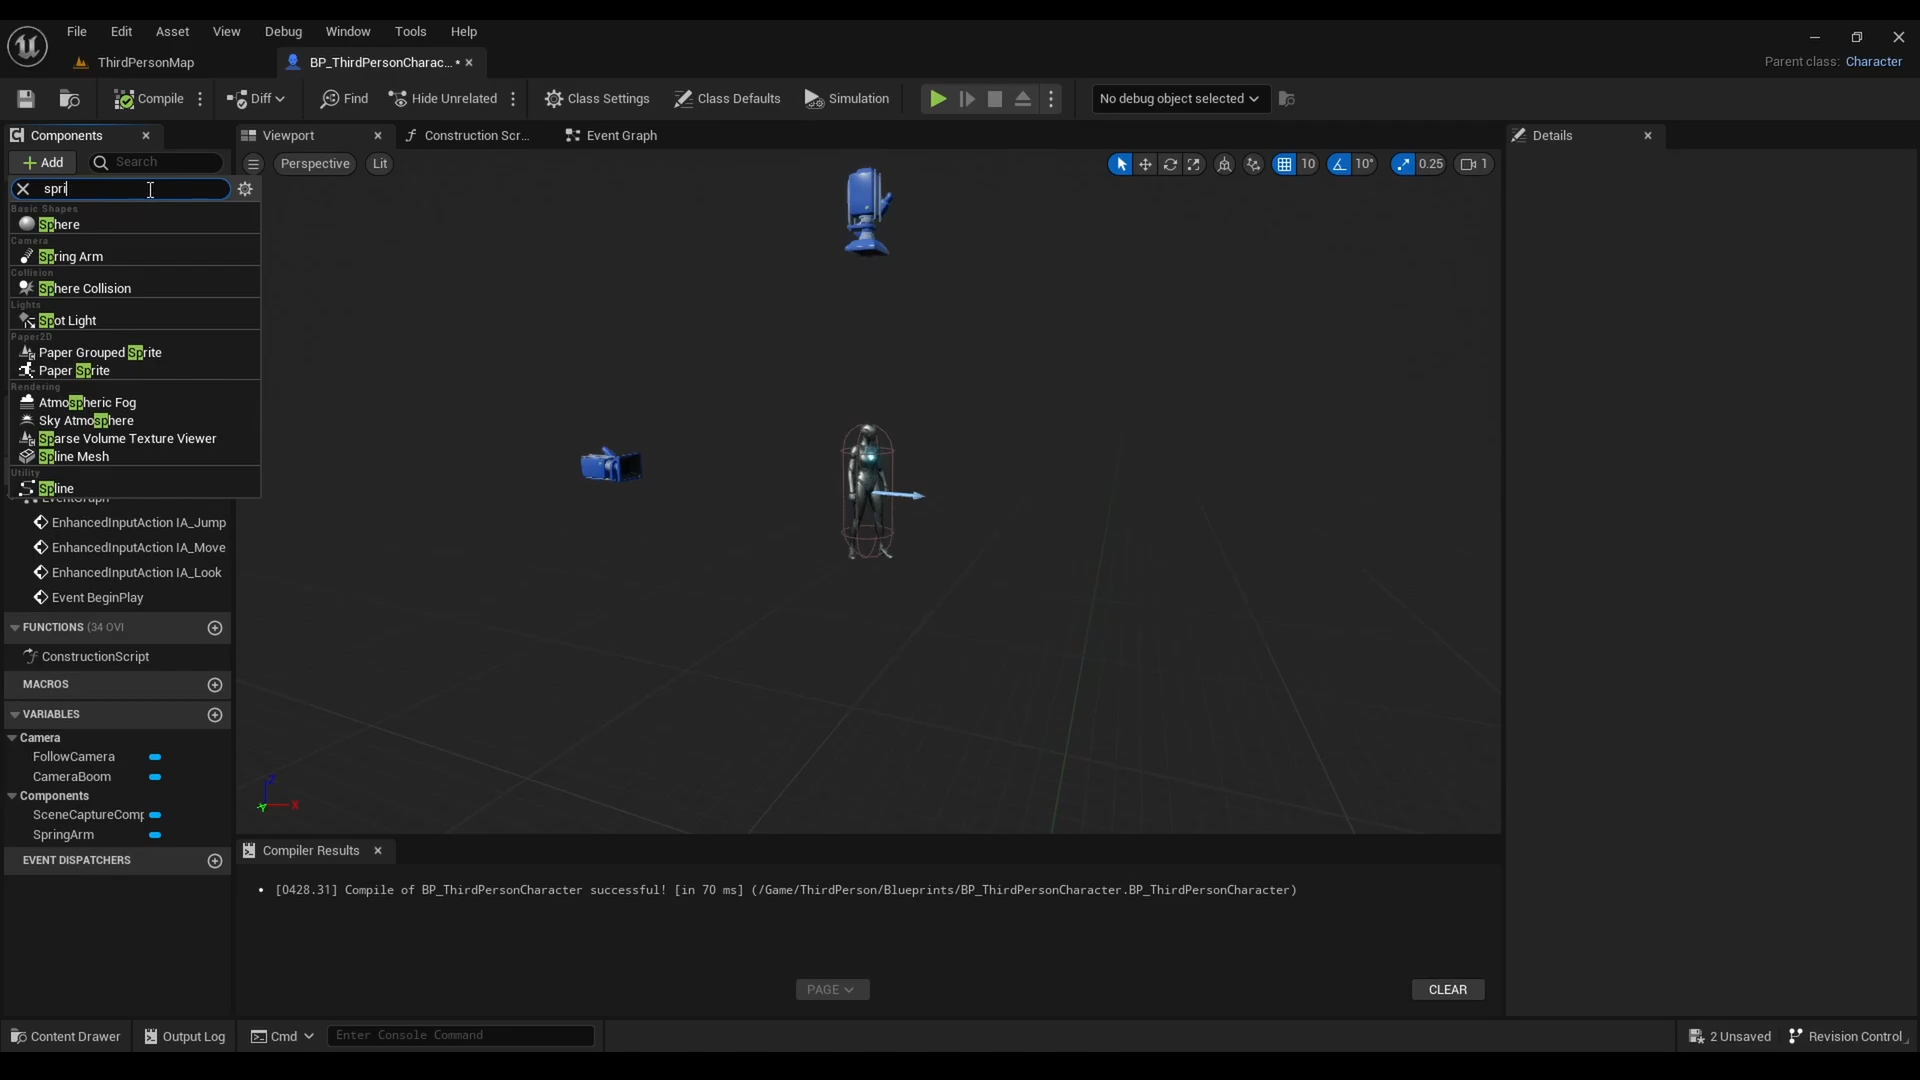 File Edit Asset View Debug Window Tools Help
ThirdPersonMap
BP_ThirdPersonCharac... •
Parent class: Character
Compile
Diff
Find
Hide Unrelated
Class Settings
Class Defaults
Simulation
No debug object selected
Components
Viewport
Construction Scr...
Event Graph
Details
+ Add
Search
Perspective
Lit
10
10°
0.25
1
spri
Basic Shapes
Sphere
Camera
Spring Arm
Collision
Sphere Collision
Lights
Spot Light
Paper2D
Paper Grouped Sprite
Paper Sprite
Rendering
Atmospheric Fog
Sky Atmosphere
Sparse Volume Texture Viewer
Spline Mesh
Utility
Spline
EventGraph
EnhancedInputAction IA_Jump
EnhancedInputAction IA_Move
EnhancedInputAction IA_Look
Event BeginPlay
FUNCTIONS (34 OVI
ConstructionScript
MACROS
VARIABLES
Camera
FollowCamera
CameraBoom
Components
SceneCaptureComp
SpringArm
EVENT DISPATCHERS
Z
Y
X
Compiler Results
• [0428.31] Compile of BP_ThirdPersonCharacter successful! [in 70 ms] (/Game/ThirdPerson/Blueprints/BP_ThirdPersonCharacter.BP_ThirdPersonCharacter)
PAGE
CLEAR
Content Drawer
Output Log
Cmd
Enter Console Command
2 Unsaved
Revision Control